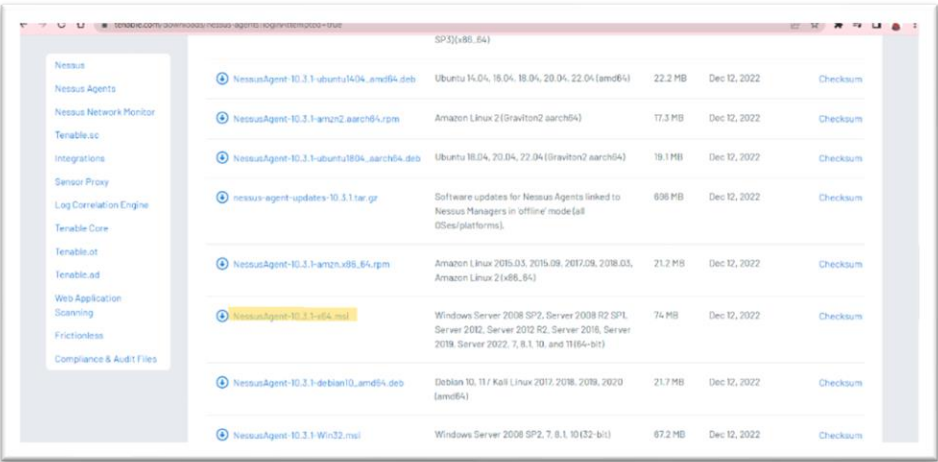 tenable.com/downloads/nessus-agents?loginAttempted=true
SP3)(x86_64)
Nessus
Nessus Agents
Nessus Network Monitor
Tenable.sc
Integrations
Sensor Proxy
Log Correlation Engine
Tenable Core
Tenable.ot
Tenable.ad
Web Application
Scanning
Frictionless
Compliance & Audit Files
NessusAgent-10.3.1-ubuntu1404_amd64.deb Ubuntu 14.04, 16.04, 18.04, 20.04, 22.04 (amd64) 22.2 MB Dec 12, 2022 Checksum
NessusAgent-10.3.1-amzn2.aarch64.rpm Amazon Linux 2 (Graviton2 aarch64) 17.3 MB Dec 12, 2022 Checksum
NessusAgent-10.3.1-ubuntu1804_aarch64.deb Ubuntu 18.04, 20.04, 22.04 (Graviton2 aarch64) 19.1 MB Dec 12, 2022 Checksum
nessus-agent-updates-10.3.1.tar.gz Software updates for Nessus Agents linked to 696 MB Dec 12, 2022 Checksum
Nessus Managers in 'offline' mode (all
OSes/platforms).
NessusAgent-10.3.1-amzn.x86_64.rpm Amazon Linux 2015.03, 2015.09, 2017.09, 2018.03, 21.2 MB Dec 12, 2022 Checksum
Amazon Linux 2 (x86_64)
NessusAgent-10.3.1-x64.msi Windows Server 2008 SP2, Server 2008 R2 SP1, 74 MB Dec 12, 2022 Checksum
Server 2012, Server 2012 R2, Server 2016, Server
2019, Server 2022, 7, 8.1, 10, and 11 (64-bit)
NessusAgent-10.3.1-debian10_amd64.deb Debian 10, 11 / Kali Linux 2017, 2018, 2019, 2020 21.7 MB Dec 12, 2022 Checksum
(amd64)
NessusAgent-10.3.1-Win32.msi Windows Server 2008 SP2, 7, 8.1, 10 (32-bit) 67.2 MB Dec 12, 2022 Checksum